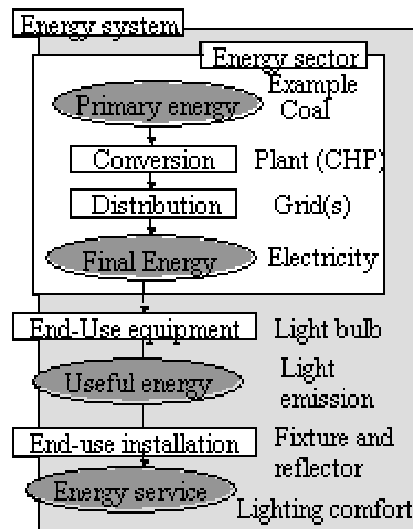 Energy system
Energy sector
Primary energy
Example
Coal
Conversion
Plant (CHP)
Distribution
Grid(s)
Final Energy
Electricity
End-Use equipment
Light bulb
Useful energy
Light
emission
End-use installation
Fixture and
reflector
Energy service
Lighting comfort